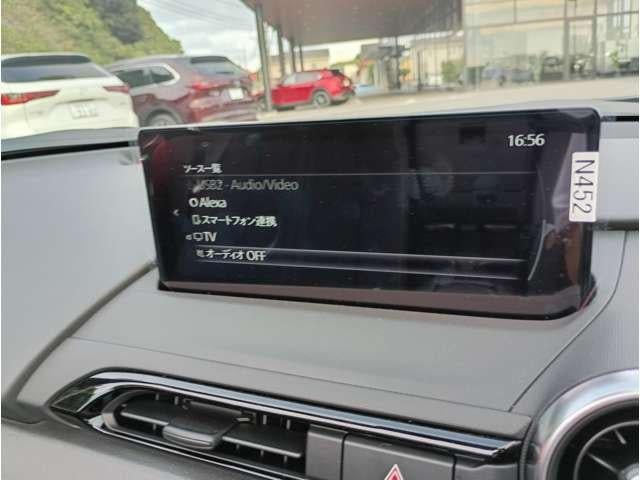 16:56
ソース一覧
USB2 - Audio/Video
Alexa
スマートフォン連携
TV
オーディオ OFF
N452